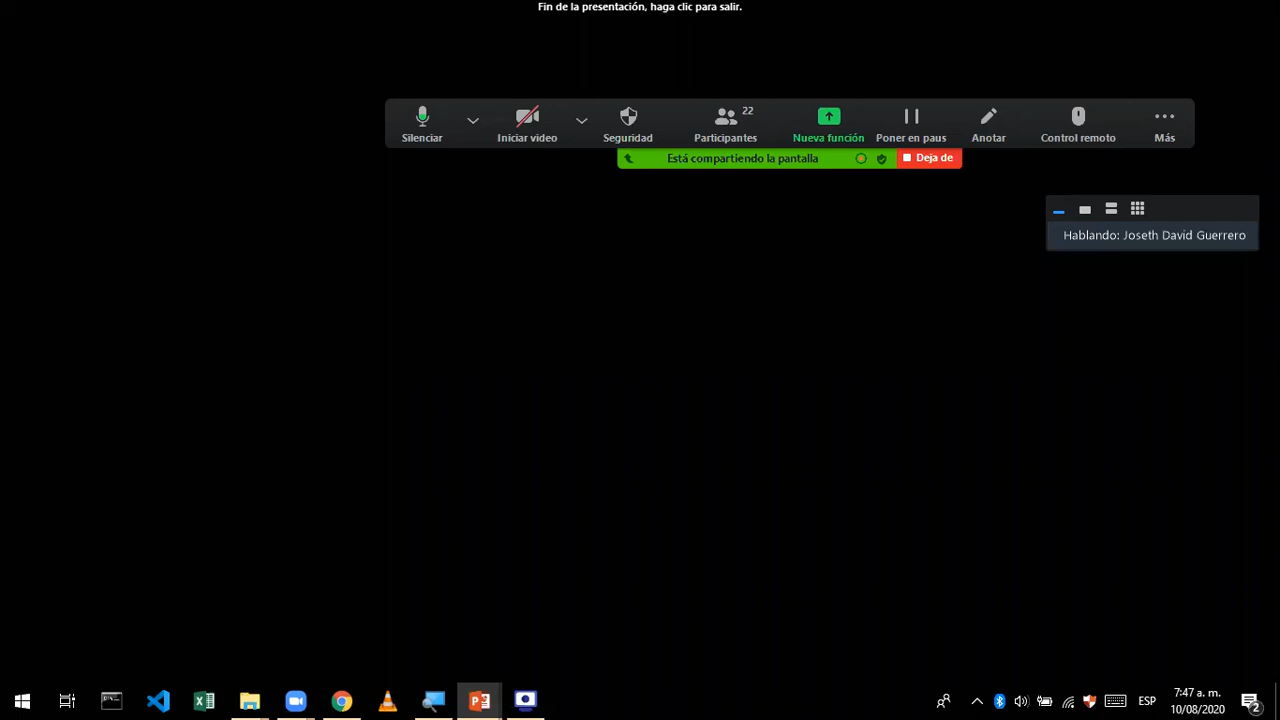 Fin de la presentación, haga clic para salir.
22
Silenciar
Iniciar video
Seguridad
Participantes
Nueva función
Poner en paus
Anotar
Control remoto
Más
Está compartiendo la pantalla
Deja de
Hablando: Joseth David Guerrero
ESP
7:47 a. m.
10/08/2020
2